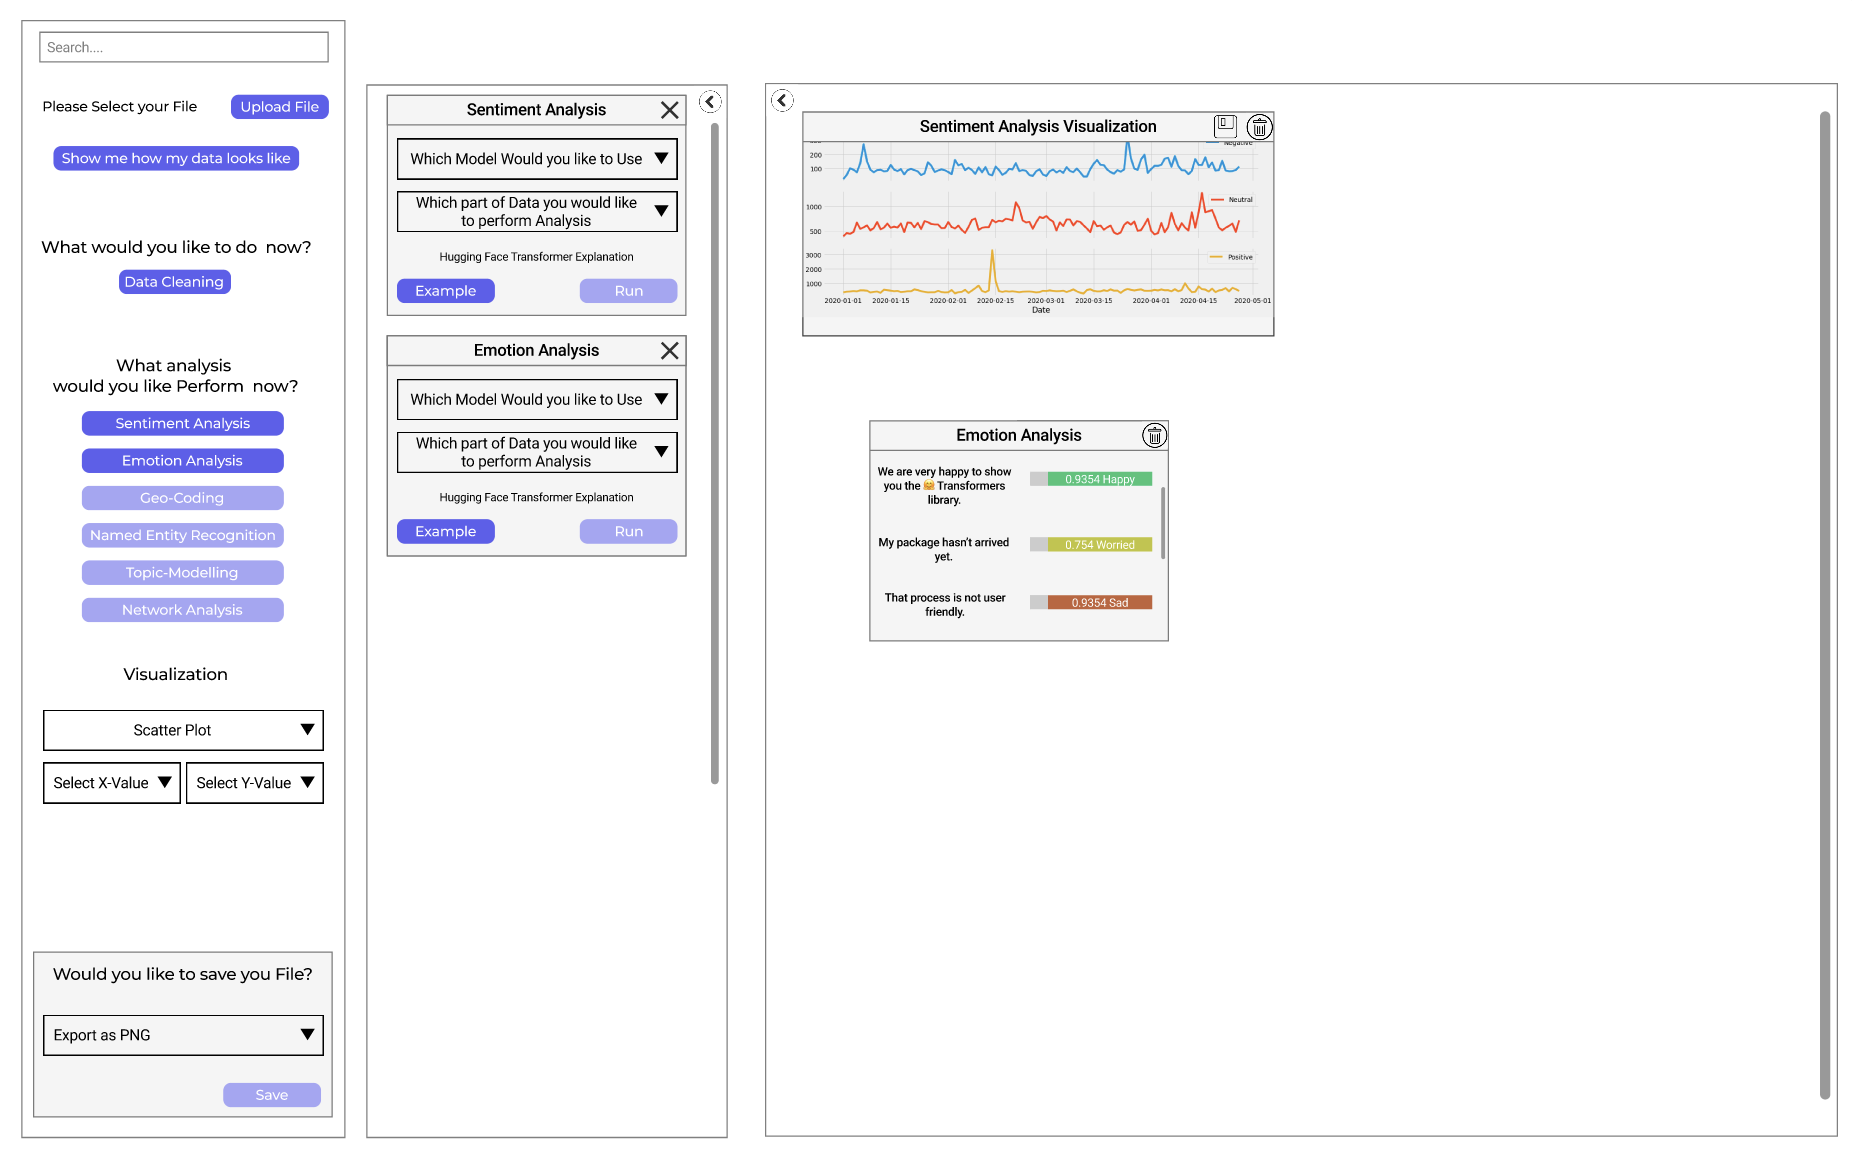 Search....
Please Select your File
Upload File
Show me how my data looks like
What would you like to do  now?
Data Cleaning
What analysis
would you like Perform  now?
Sentiment Analysis
Emotion Analysis
Geo-Coding
Named Entity Recognition
Topic-Modelling
Network Analysis
Visualization
Scatter Plot
Select X-Value
Select Y-Value
Would you like to save you File?
Export as PNG
Save
Sentiment Analysis
Which Model Would you like to Use
Which part of Data you would like
to perform Analysis
Hugging Face Transformer Explanation
Example
Run
Emotion Analysis
Which Model Would you like to Use
Which part of Data you would like
to perform Analysis
Hugging Face Transformer Explanation
Example
Run
Sentiment Analysis Visualization
Negative
200
100
Neutral
1000
500
Positive
3000
2000
1000
2020-01-01 2020-01-15 2020-02-01 2020-02-15 2020-03-01 2020-03-15 2020-04-01 2020-04-15 2020-05-01
Date
Emotion Analysis
We are very happy to show
you the 🤗 Transformers
library.
0.9354 Happy
My package hasn't arrived
yet.
0.754 Worried
That process is not user
friendly.
0.9354 Sad